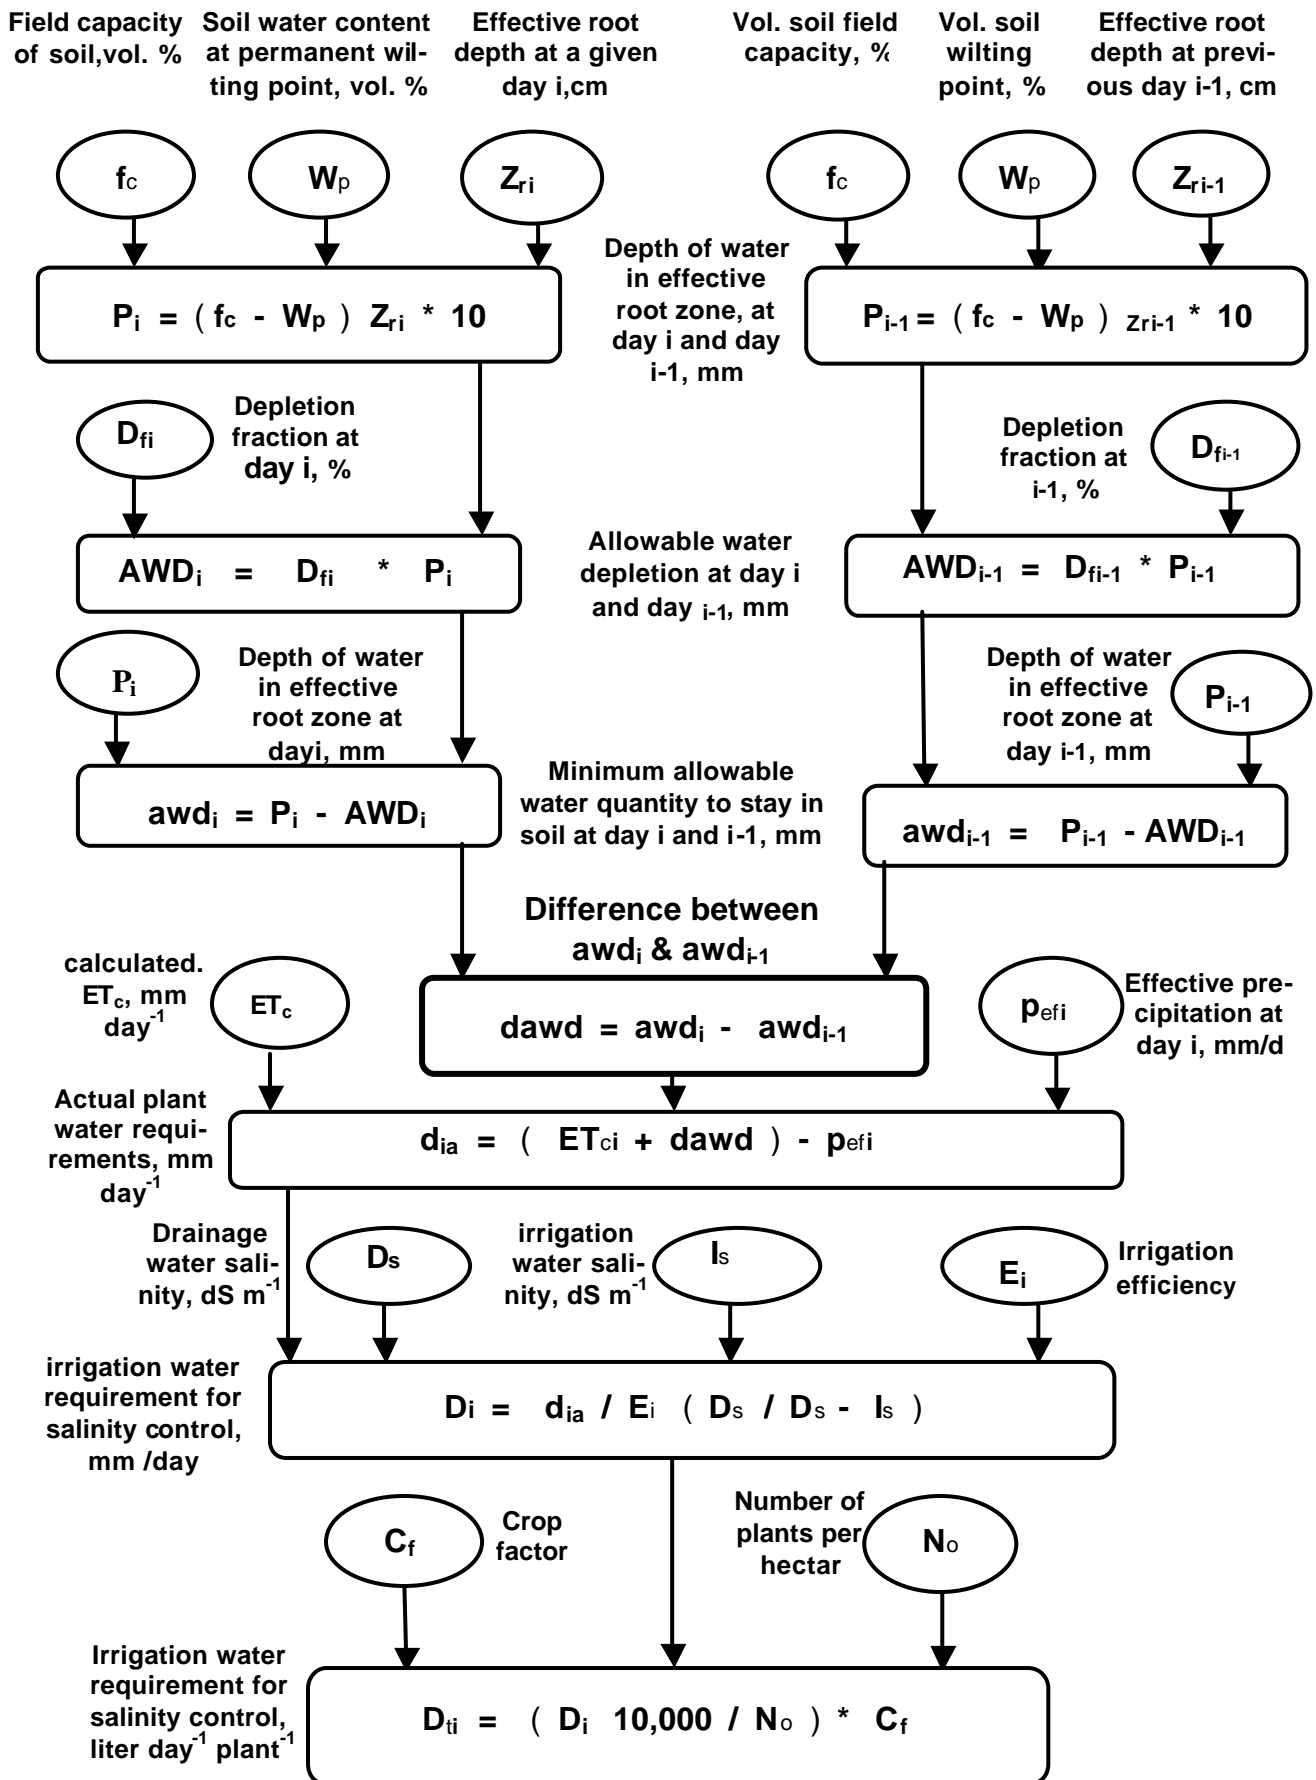 Field capacity
of soil,vol. %
Soil water content
at permanent wil-
ting point, vol. %
Effective root
depth at a given
day i,cm
Vol. soil field
capacity, %
Vol. soil
wilting
point, %
Effective root
depth at previ-
ous day i-1, cm
fc
Wp
Zri
fc
Wp
Zri-1
Pi = ( fc - Wp ) Zri * 10
Depth of water
in effective
root zone, at
day i and day
i-1, mm
Pi-1 = ( fc - Wp ) Zri-1 * 10
Dfi
Depletion
fraction at
day i, %
Depletion
fraction at
i-1, %
Dfi-1
AWDi = Dfi * Pi
Allowable water
depletion at day i
and day i-1, mm
AWDi-1 = Dfi-1 * Pi-1
Pi
Depth of water
in effective
root zone at
dayi, mm
Depth of water
in effective
root zone at
day i-1, mm
Pi-1
awdi = Pi - AWDi
Minimum allowable
water quantity to stay in
soil at day i and i-1, mm
awdi-1 = Pi-1 - AWDi-1
Difference between
awdi & awdi-1
calculated.
ETc, mm
day-1
ETc
dawd = awdi - awdi-1
pefi
Effective pre-
cipitation at
day i, mm/d
Actual plant
water requi-
rements, mm
day-1
dia = ( ETci + dawd ) - pefi
Drainage
water sali-
nity, dS m-1
Ds
irrigation
water sali-
nity, dS m-1
Is
Ei
Irrigation
efficiency
irrigation water
requirement for
salinity control,
mm /day
Di = dia / Ei ( Ds / Ds - Is )
Cf
Crop
factor
Number of
plants per
hectar
No
Irrigation water
requirement for
salinity control,
liter day-1 plant-1
Dti = ( Di 10,000 / No ) * Cf